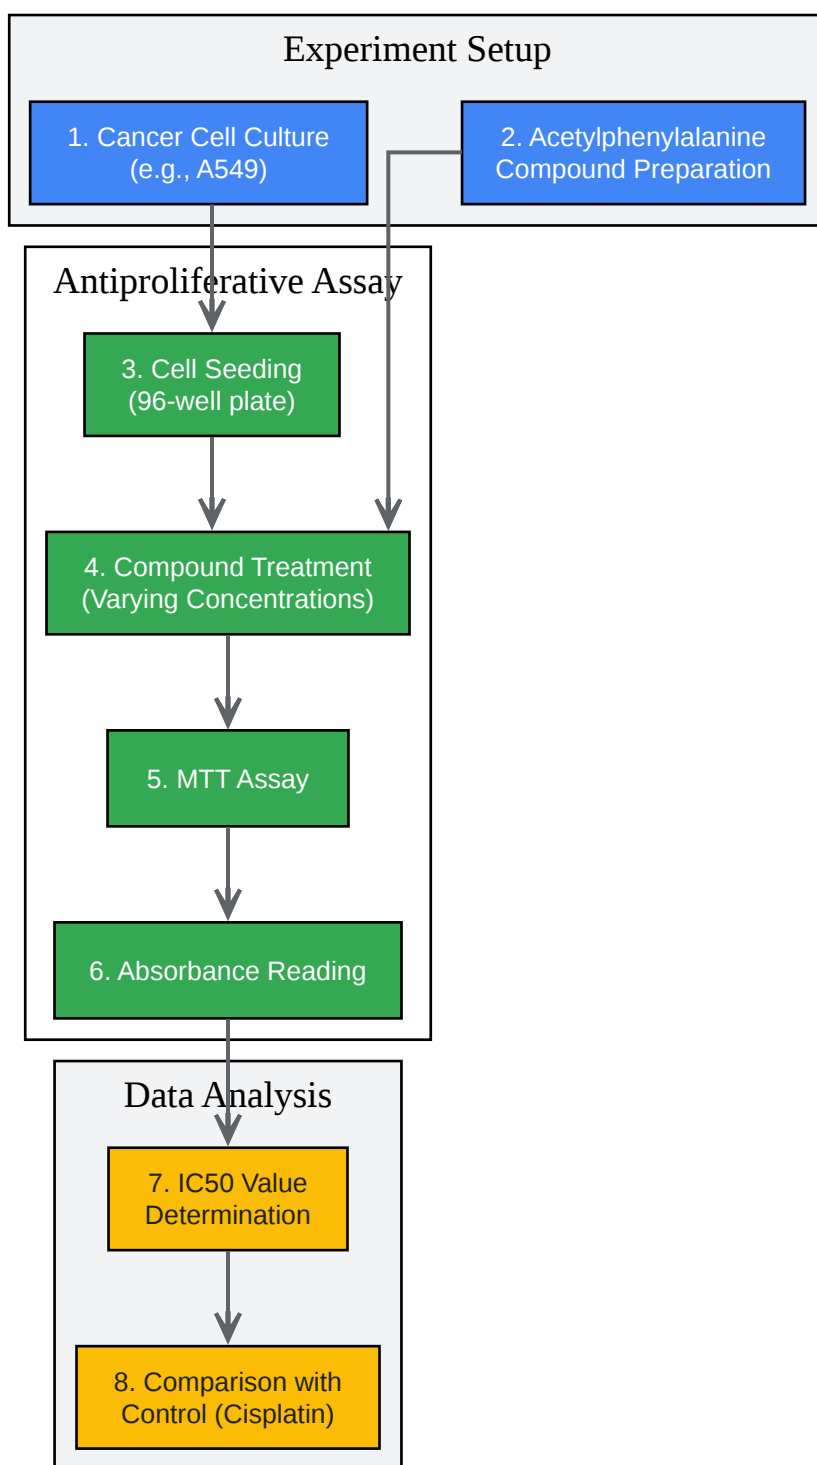 Experiment Setup
1. Cancer Cell Culture
(e.g., A549)
2. Acetylphenylalanine
Compound Preparation
Antiproliferative Assay
3. Cell Seeding
(96-well plate)
4. Compound Treatment
(Varying Concentrations)
5. MTT Assay
6. Absorbance Reading
Data Analysis
7. IC50 Value
Determination
8. Comparison with
Control (Cisplatin)